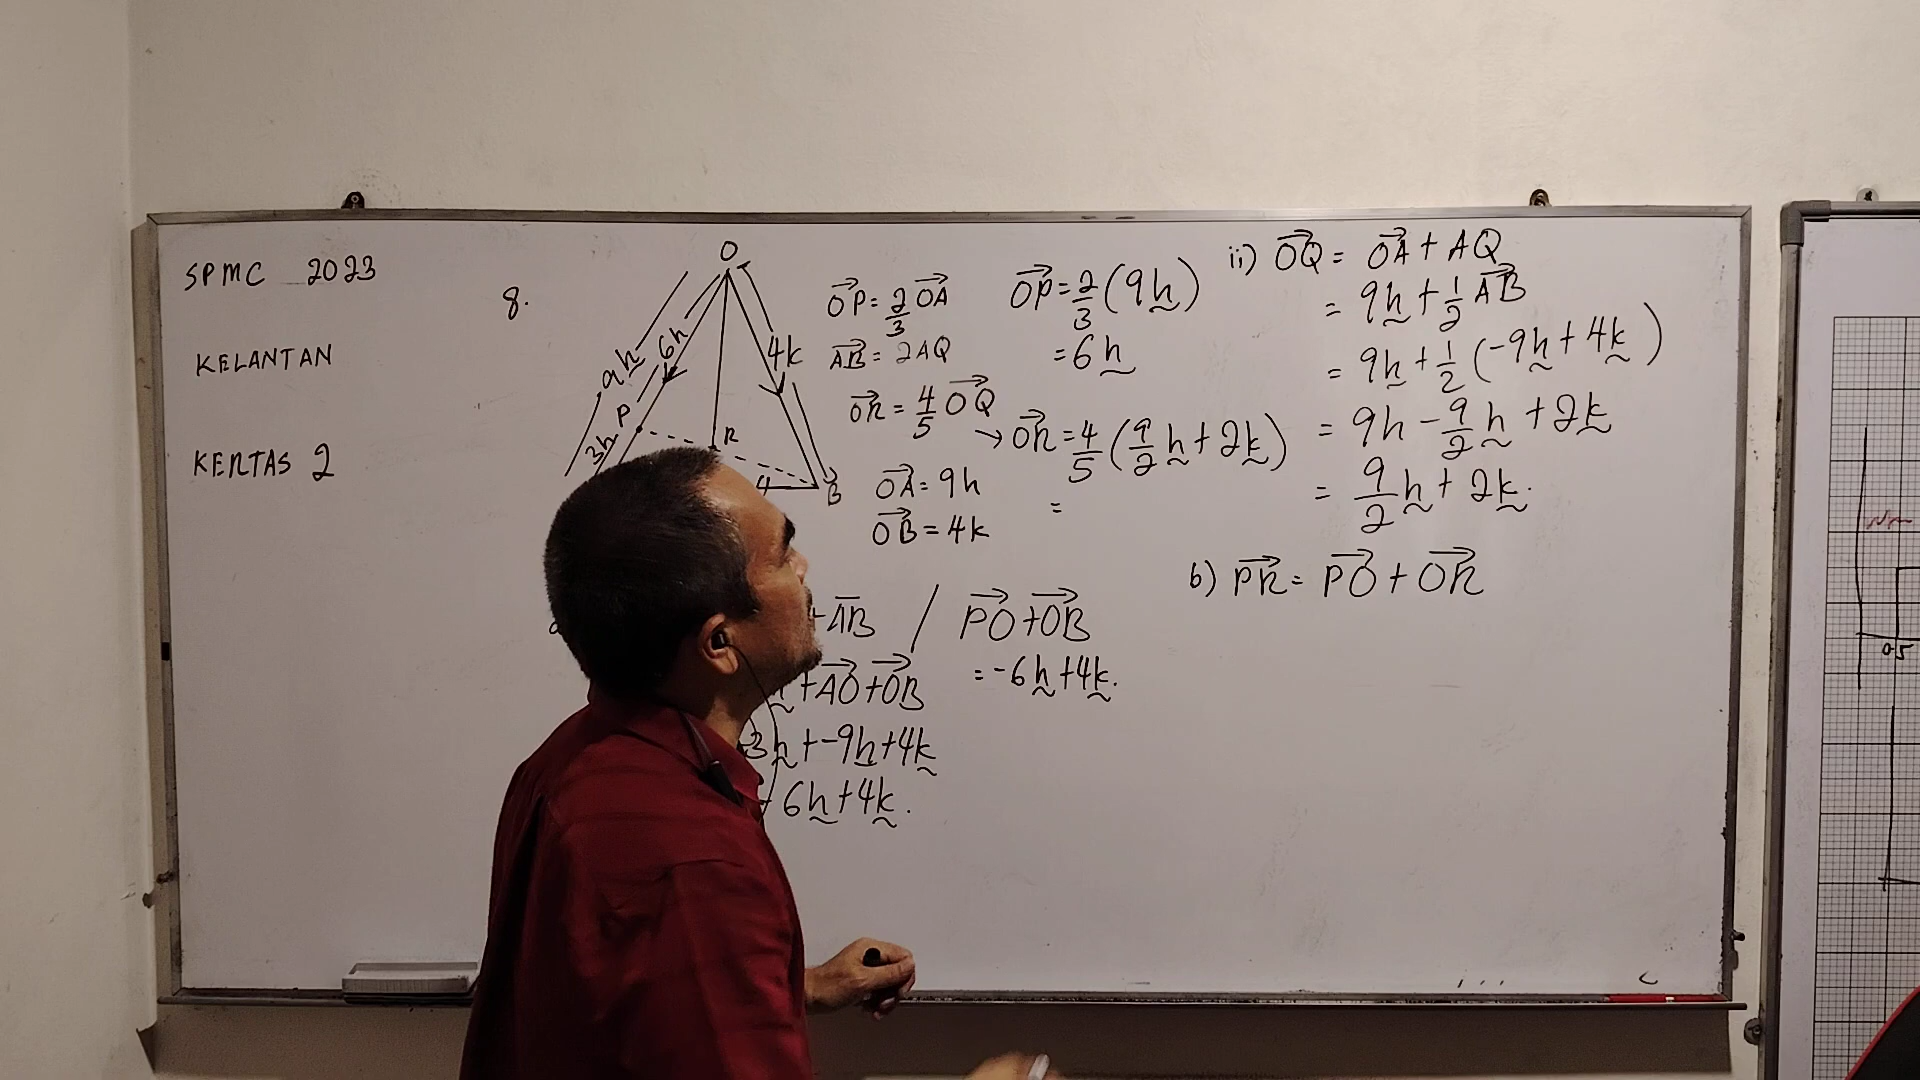 SPMC 2023
KELANTAN
KERTAS 2
8.
O
9h
6h
4k
P
3h
R
B
OP = 2/3 OA
AB = 2AQ
OR = 4/5 OQ
OA = 9h
OB = 4k
OP = 2/3 (9h)
= 6h
→ OR = 4/5 (9/2 h + 2k)
=
+ AB / PO + OB
= -6h + 4k.
+ AO + OB
3h + -9h + 4k
6h + 4k.
ii) OQ = OA + AQ
= 9h + 1/2 AB
= 9h + 1/2 (-9h + 4k)
= 9h - 9/2 h + 2k
= 9/2 h + 2k.
b) PR = PO + OR
0.5